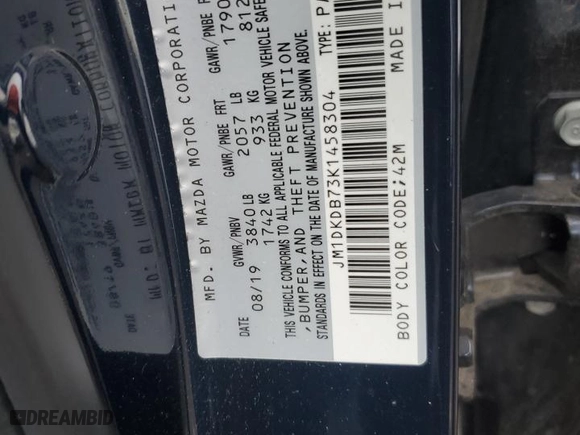 MFD. BY MAZDA MOTOR CORPORATI
DATE GVWR/PNBV GAWR/PNBE FRT GAWR/PNBE
08/19 3840 LB 2057 LB 1790
1742 KG 933 KG 812
THIS VEHICLE CONFORMS TO ALL APPLICABLE FEDERAL MOTOR VEHICLE SAFE
, BUMPER, AND THEFT PREVENTION
STANDARDS IN EFFECT ON THE DATE OF MANUFACTURE SHOWN ABOVE.
JM1DKDB73K1458304 TYPE: PA
BODY COLOR CODE; 42M MADE I
DREAMBID